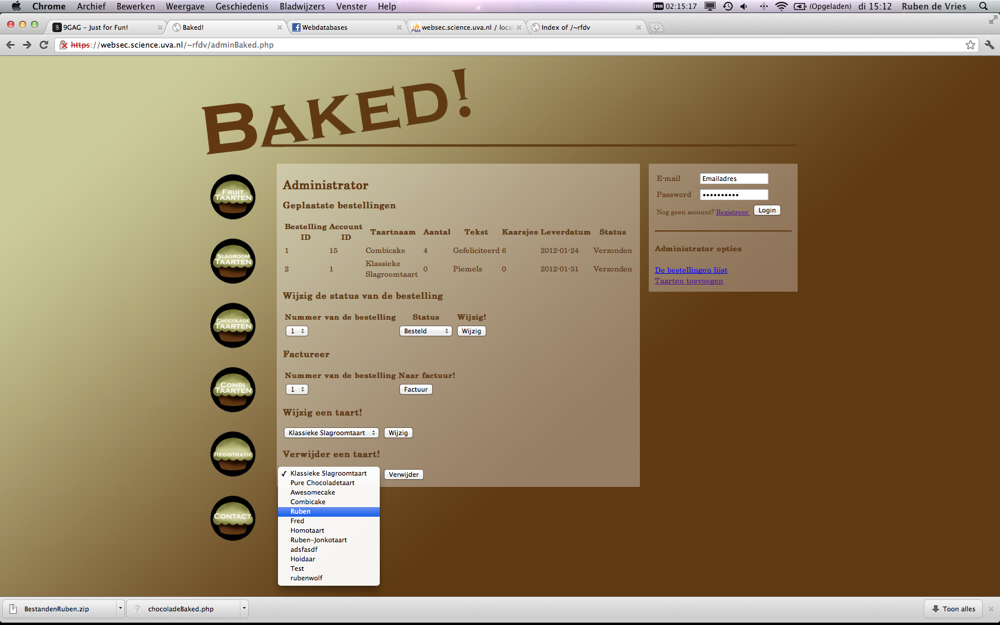 Chrome Archief Bewerken Weergave Geschiedenis Bladwijzers Venster Help 02:15:17 (Opgeladen) di 15:12 Ruben de Vries
9 9GAG - Just for Fun! Baked! Webdatabases PMA websec.science.uva.nl / local Index of /~rfdv
https://websec.science.uva.nl/~rfdv/adminBaked.php
BAKED!
FRUIT
TAARTEN
SLAGROOM
TAARTEN
CHOCOLADE
TAARTEN
COMBI
TAARTEN
REGISTRATIE
CONTACT
Administrator
Geplaatste bestellingen
Bestelling ID Account ID Taartnaam Aantal Tekst Kaarsjes Leverdatum Status
1 15 Combicake 4 Gefeliciteerd 6 2012-01-24 Verzonden
2 1 Klassieke Slagroomtaart 0 Piemels 0 2012-01-31 Verzonden
Wijzig de status van de bestelling
Nummer van de bestelling Status Wijzig!
1 Besteld Wijzig
Factureer
Nummer van de bestelling Naar factuur!
1 Factuur
Wijzig een taart!
Klassieke Slagroomtaart Wijzig
Verwijder een taart!
✓ Klassieke Slagroomtaart Verwijder
Pure Chocoladetaart
Awesomecake
Combicake
Ruben
Fred
Homotaart
Ruben-Jonkotaart
adsfasdf
Hoidaar
Test
rubenwolf
E-mail Emailadres
Password ••••••••••
Nog geen account? Registreer Login
Administrator opties
De bestellingen lijst
Taarten toevoegen
BestandenRuben.zip chocoladeBaked.php Toon alles